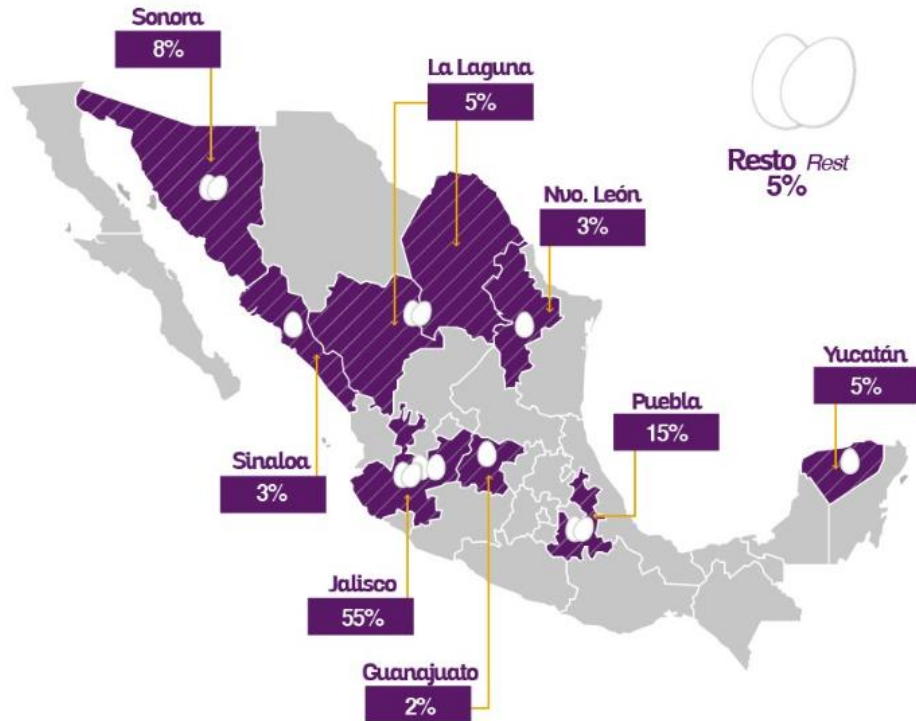 Sonora
8%
La Laguna
5%
Resto Rest
5%
Nvo. León
3%
Yucatán
5%
Puebla
15%
Sinaloa
3%
Jalisco
55%
Guanajuato
2%